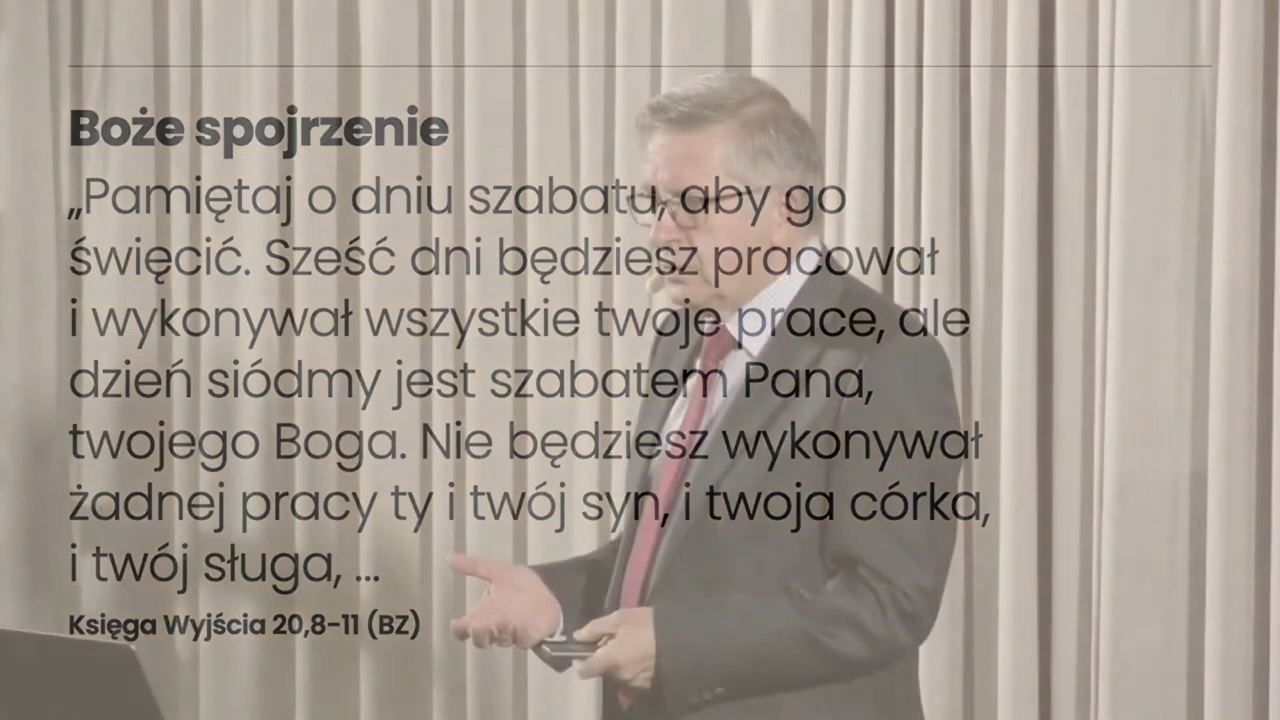 Boże spojrzenie
„Pamiętaj o dniu szabatu, aby go
święcić. Sześć dni będziesz pracował
i wykonywał wszystkie twoje prace, ale
dzień siódmy jest szabatem Pana,
twojego Boga. Nie będziesz wykonywał
żadnej pracy ty i twój syn, i twoja córka,
i twój sługa, ...
Księga Wyjścia 20,8-11 (BZ)